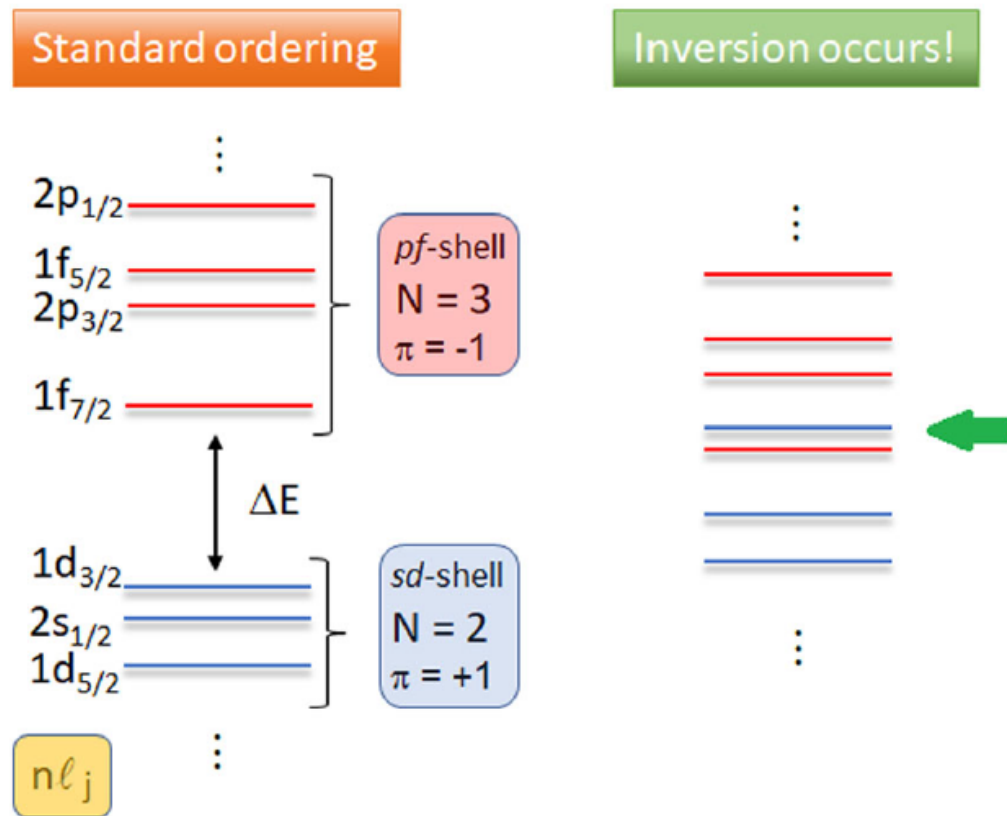 Standard ordering
Inversion occurs!
⋮
2p1/2
1f5/2
2p3/2
1f7/2
pf-shell
N = 3
π = -1
⋮
ΔE
1d3/2
2s1/2
1d5/2
sd-shell
N = 2
π = +1
⋮
⋮
nℓj